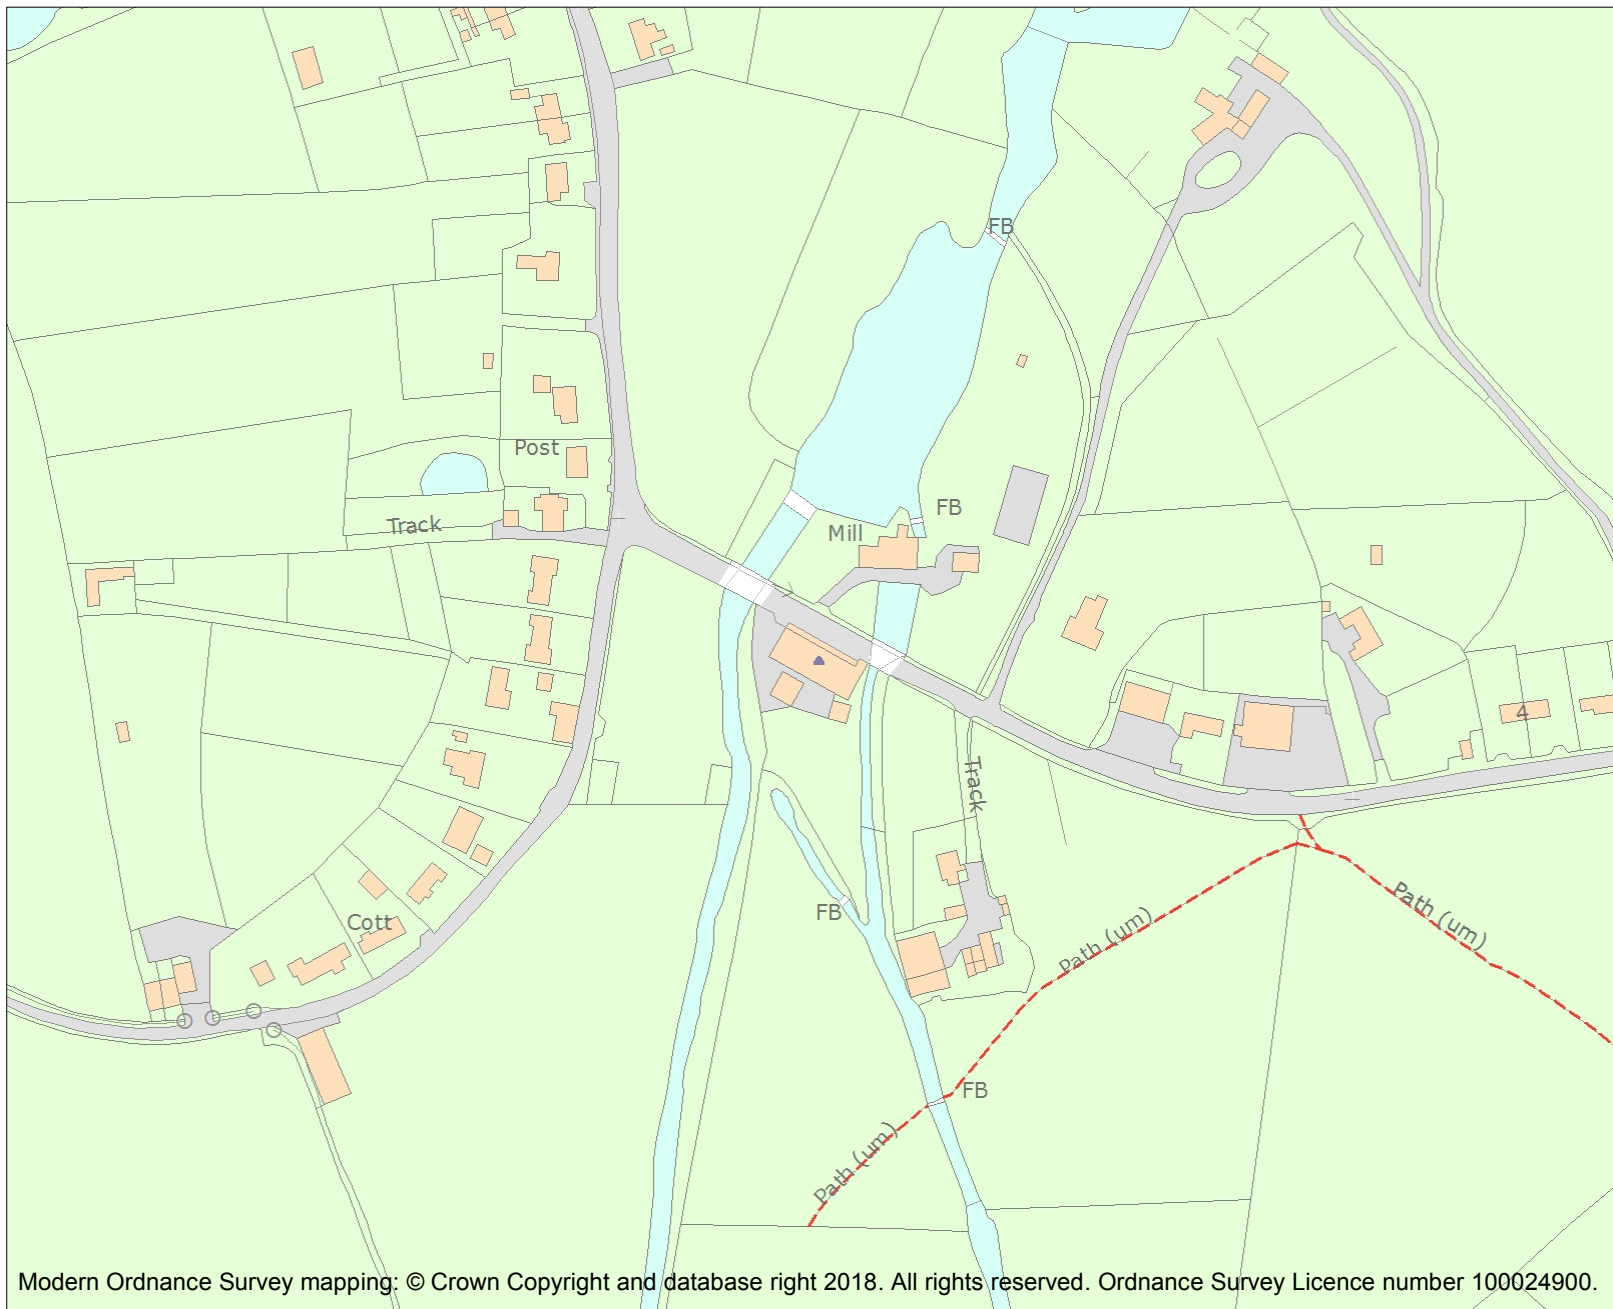 FB
Post
FB
Track
Mill
4
Track
Path (um)
FB
Cott
Path (um)
FB
Path (um)
Modern Ordnance Survey mapping: © Crown Copyright and database right 2018. All rights reserved. Ordnance Survey Licence number 100024900.